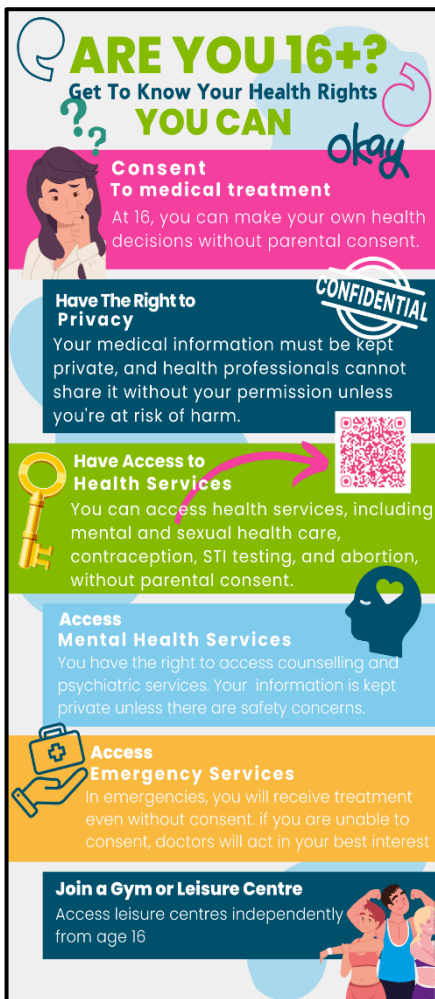 ARE YOU 16+?
Get To Know Your Health Rights
YOU CAN
okay
Consent
To medical treatment
At 16, you can make your own health
decisions without parental consent.
CONFIDENTIAL
Have The Right to
Privacy
Your medical information must be kept
private, and health professionals cannot
share it without your permission unless
you're at risk of harm.
Have Access to
Health Services
You can access health services, including
mental and sexual health care,
contraception, STI testing, and abortion,
without parental consent.
Access
Mental Health Services
You have the right to access counselling and
psychiatric services. Your information is kept
private unless there are safety concerns.
Access
Emergency Services
In emergencies, you will receive treatment
even without consent. if you are unable to
consent, doctors will act in your best interest
Join a Gym or Leisure Centre
Access leisure centres independently
from age 16